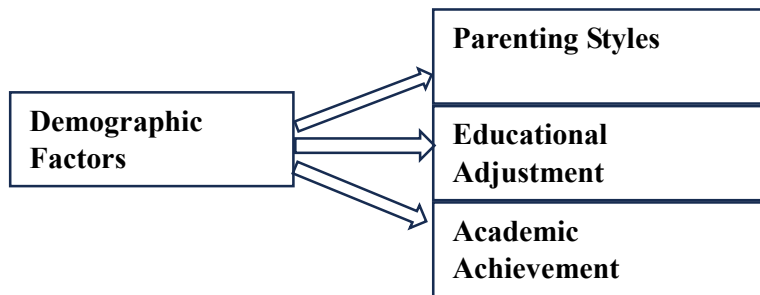 Parenting Styles
Demographic
Factors
Educational
Adjustment
Academic
Achievement